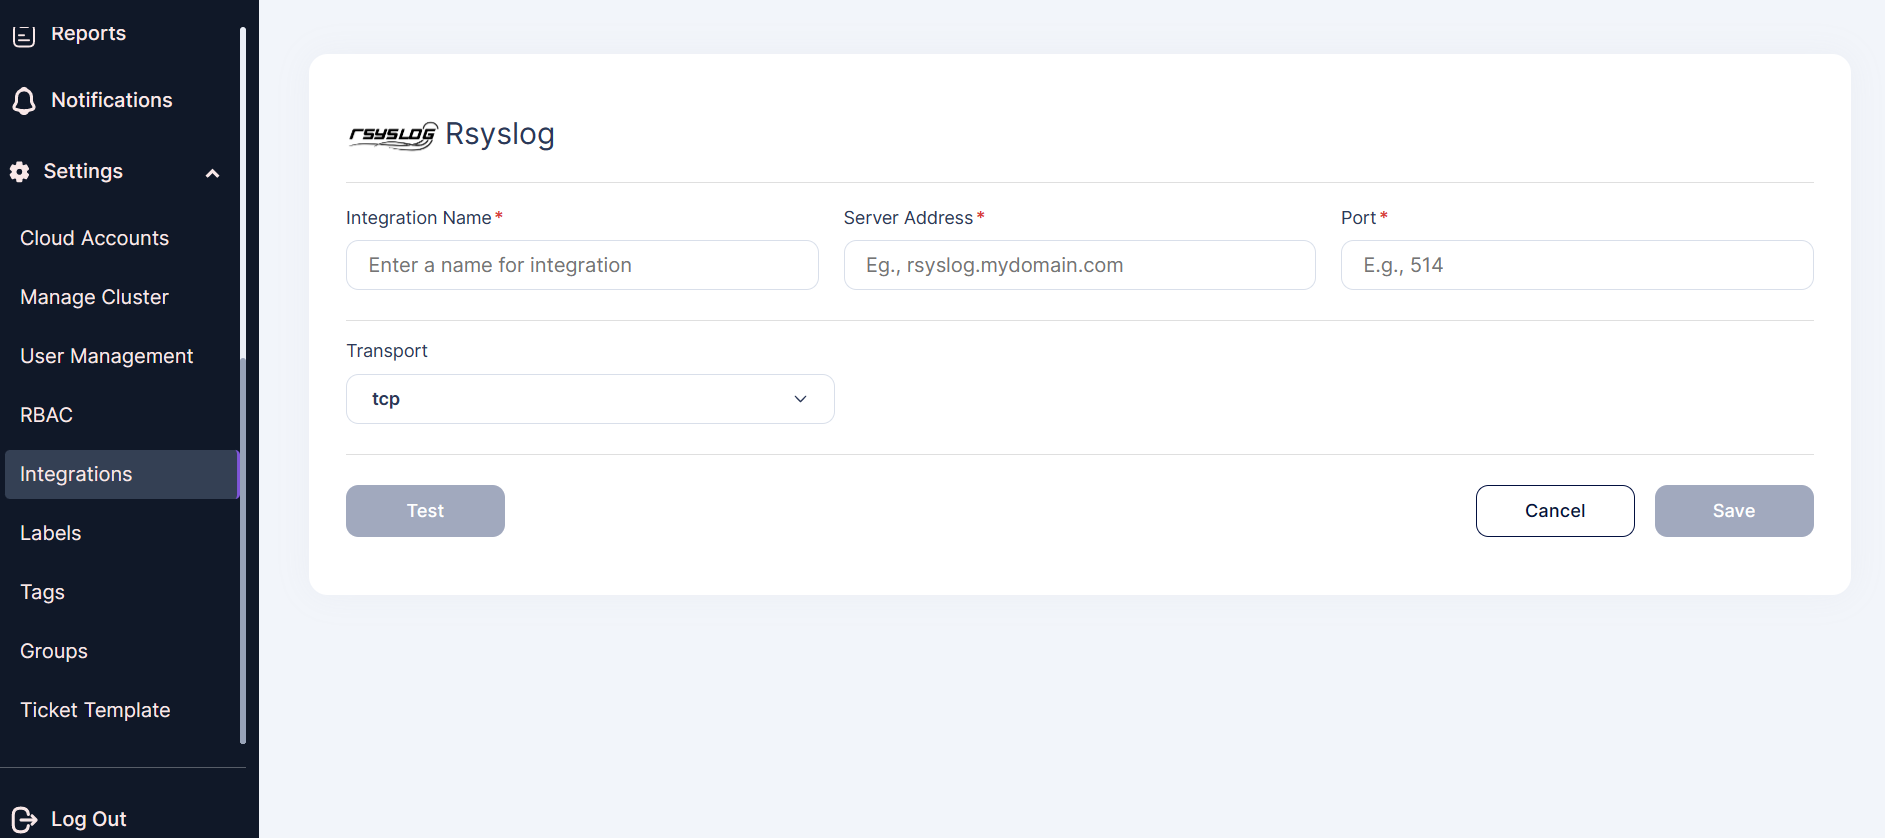 Reports
Notifications
Settings
Cloud Accounts
Manage Cluster
User Management
RBAC
Integrations
Labels
Tags
Groups
Ticket Template
Log Out
rsyslog Rsyslog
Integration Name*
Enter a name for integration
Server Address*
Eg., rsyslog.mydomain.com
Port*
E.g., 514
Transport
tcp
Test
Cancel
Save